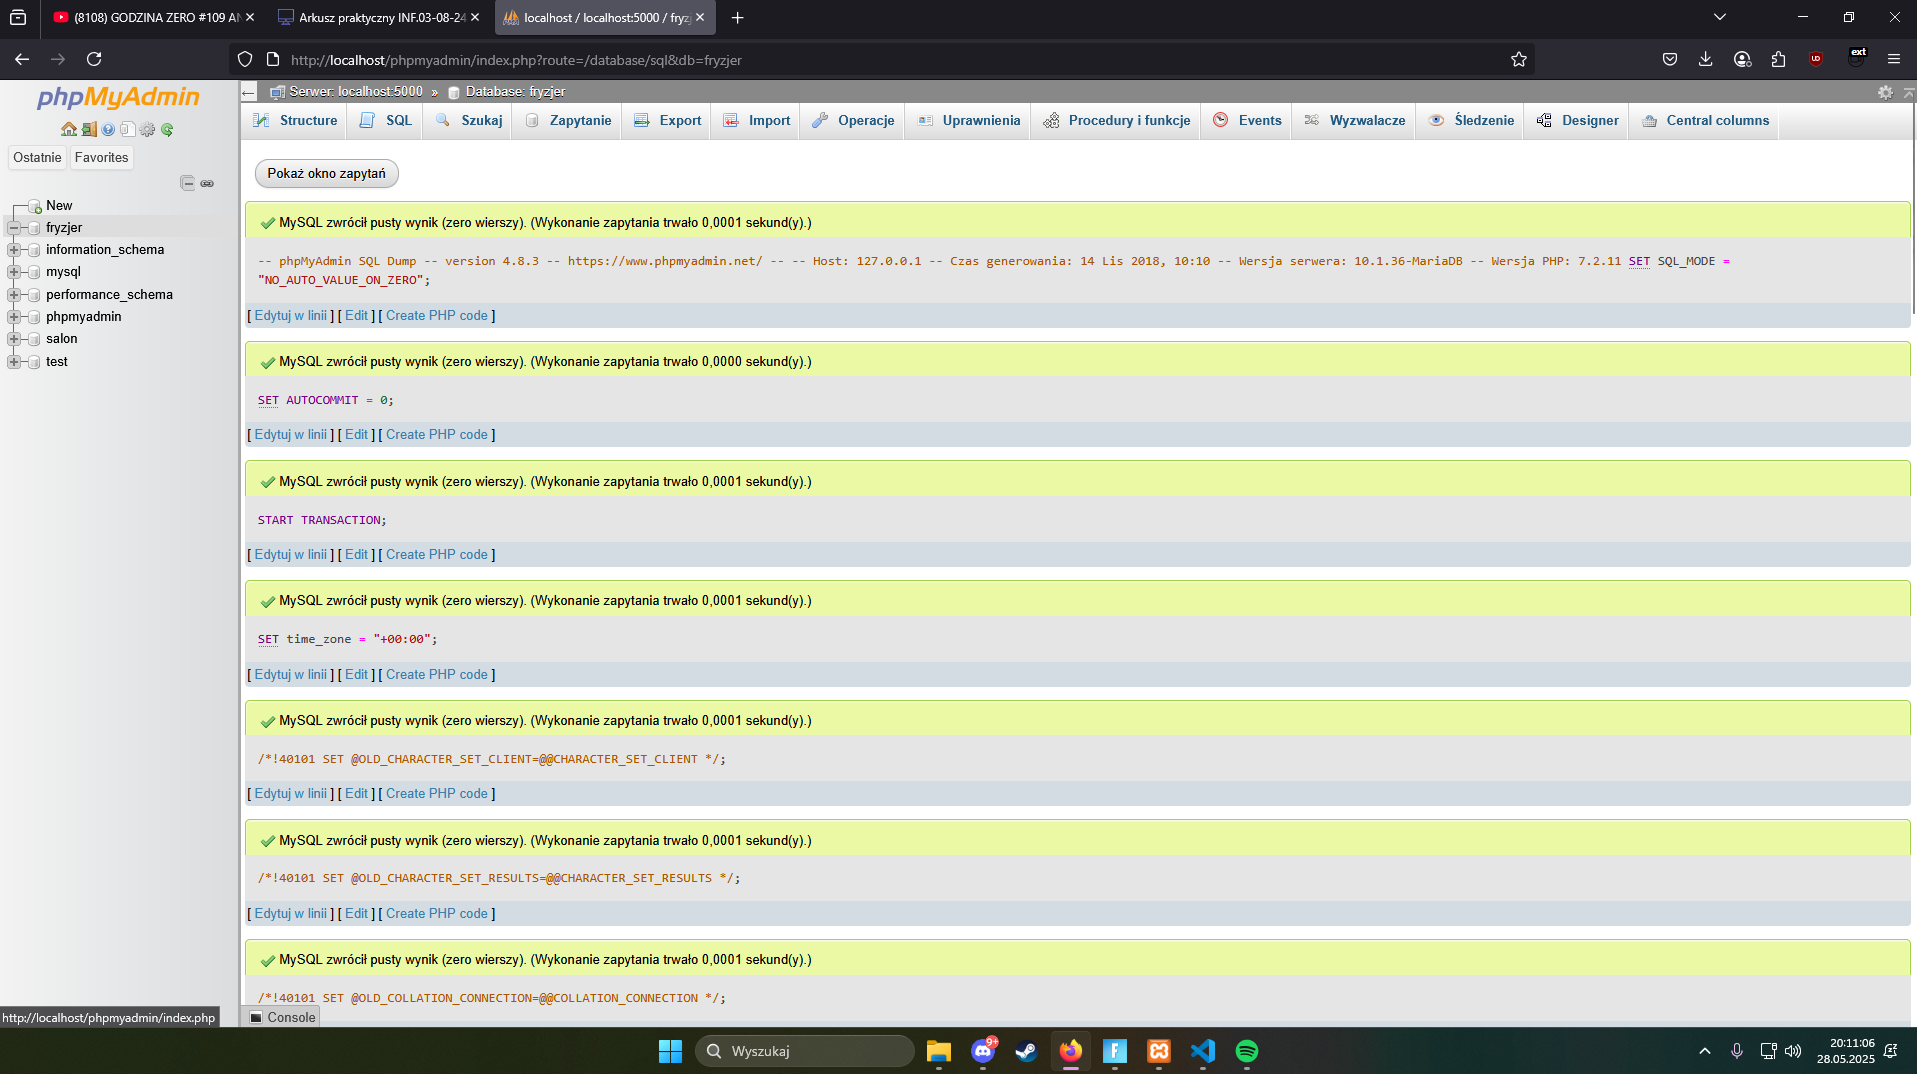 (8108) GODZINA ZERO #109 AN
Arkusz praktyczny INF.03-08-24
localhost / localhost:5000 / fryzj
http://localhost/phpmyadmin/index.php?route=/database/sql&db=fryzjer
ext
phpMyAdmin
Ostatnie
Favorites
New
fryzjer
information_schema
mysql
performance_schema
phpmyadmin
salon
test
Serwer: localhost:5000 » Database: fryzjer
Structure
SQL
Szukaj
Zapytanie
Export
Import
Operacje
Uprawnienia
Procedury i funkcje
Events
Wyzwalacze
Śledzenie
Designer
Central columns
Pokaż okno zapytań
MySQL zwrócił pusty wynik (zero wierszy). (Wykonanie zapytania trwało 0,0001 sekund(y).)
-- phpMyAdmin SQL Dump -- version 4.8.3 -- https://www.phpmyadmin.net/ -- -- Host: 127.0.0.1 -- Czas generowania: 14 Lis 2018, 10:10 -- Wersja serwera: 10.1.36-MariaDB -- Wersja PHP: 7.2.11 SET SQL_MODE =
"NO_AUTO_VALUE_ON_ZERO";
[ Edytuj w linii ] [ Edit ] [ Create PHP code ]
MySQL zwrócił pusty wynik (zero wierszy). (Wykonanie zapytania trwało 0,0000 sekund(y).)
SET AUTOCOMMIT = 0;
[ Edytuj w linii ] [ Edit ] [ Create PHP code ]
MySQL zwrócił pusty wynik (zero wierszy). (Wykonanie zapytania trwało 0,0001 sekund(y).)
START TRANSACTION;
[ Edytuj w linii ] [ Edit ] [ Create PHP code ]
MySQL zwrócił pusty wynik (zero wierszy). (Wykonanie zapytania trwało 0,0001 sekund(y).)
SET time_zone = "+00:00";
[ Edytuj w linii ] [ Edit ] [ Create PHP code ]
MySQL zwrócił pusty wynik (zero wierszy). (Wykonanie zapytania trwało 0,0001 sekund(y).)
/*!40101 SET @OLD_CHARACTER_SET_CLIENT=@@CHARACTER_SET_CLIENT */;
[ Edytuj w linii ] [ Edit ] [ Create PHP code ]
MySQL zwrócił pusty wynik (zero wierszy). (Wykonanie zapytania trwało 0,0001 sekund(y).)
/*!40101 SET @OLD_CHARACTER_SET_RESULTS=@@CHARACTER_SET_RESULTS */;
[ Edytuj w linii ] [ Edit ] [ Create PHP code ]
MySQL zwrócił pusty wynik (zero wierszy). (Wykonanie zapytania trwało 0,0001 sekund(y).)
/*!40101 SET @OLD_COLLATION_CONNECTION=@@COLLATION_CONNECTION */;
http://localhost/phpmyadmin/index.php
Console
Wyszukaj
9+
20:11:06
28.05.2025